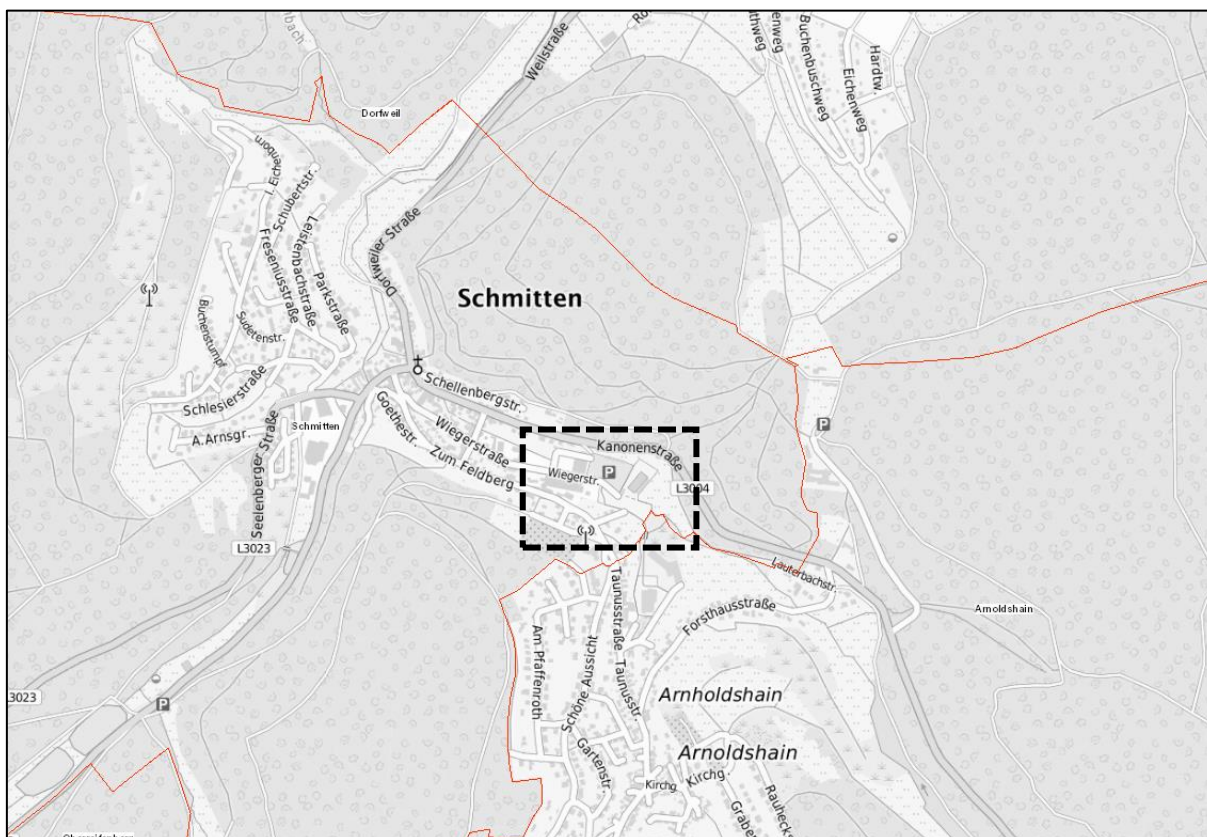 Weilstraße
Buchenbuschweg
Eichenweg
Hardtw.
Dorfweil
I. Eichenborn
Schubertstr.
Leistenbachstraße
Freseniusstraße
Parkstraße
Dorfweiler Straße
Schmitten
Buchenstumpf
Sudetenstr.
Schlesierstraße
A.Arnsgr.
Schmitten
Schellenbergstr.
Goethestr.
Wiegerstraße
Zum Feldberg
Kanonenstraße
Wiegerstr.
P
P
L3004
Seelenberger Straße
L3023
Lauterbachstr.
Arnoldshain
Taunusstraße
Taunusstr.
Forsthausstraße
Am Pfaffenroth
Schöne Aussicht
L3023
P
Arnholdshain
Arnoldshain
Gartenstr.
Kirchg
Kirchg.